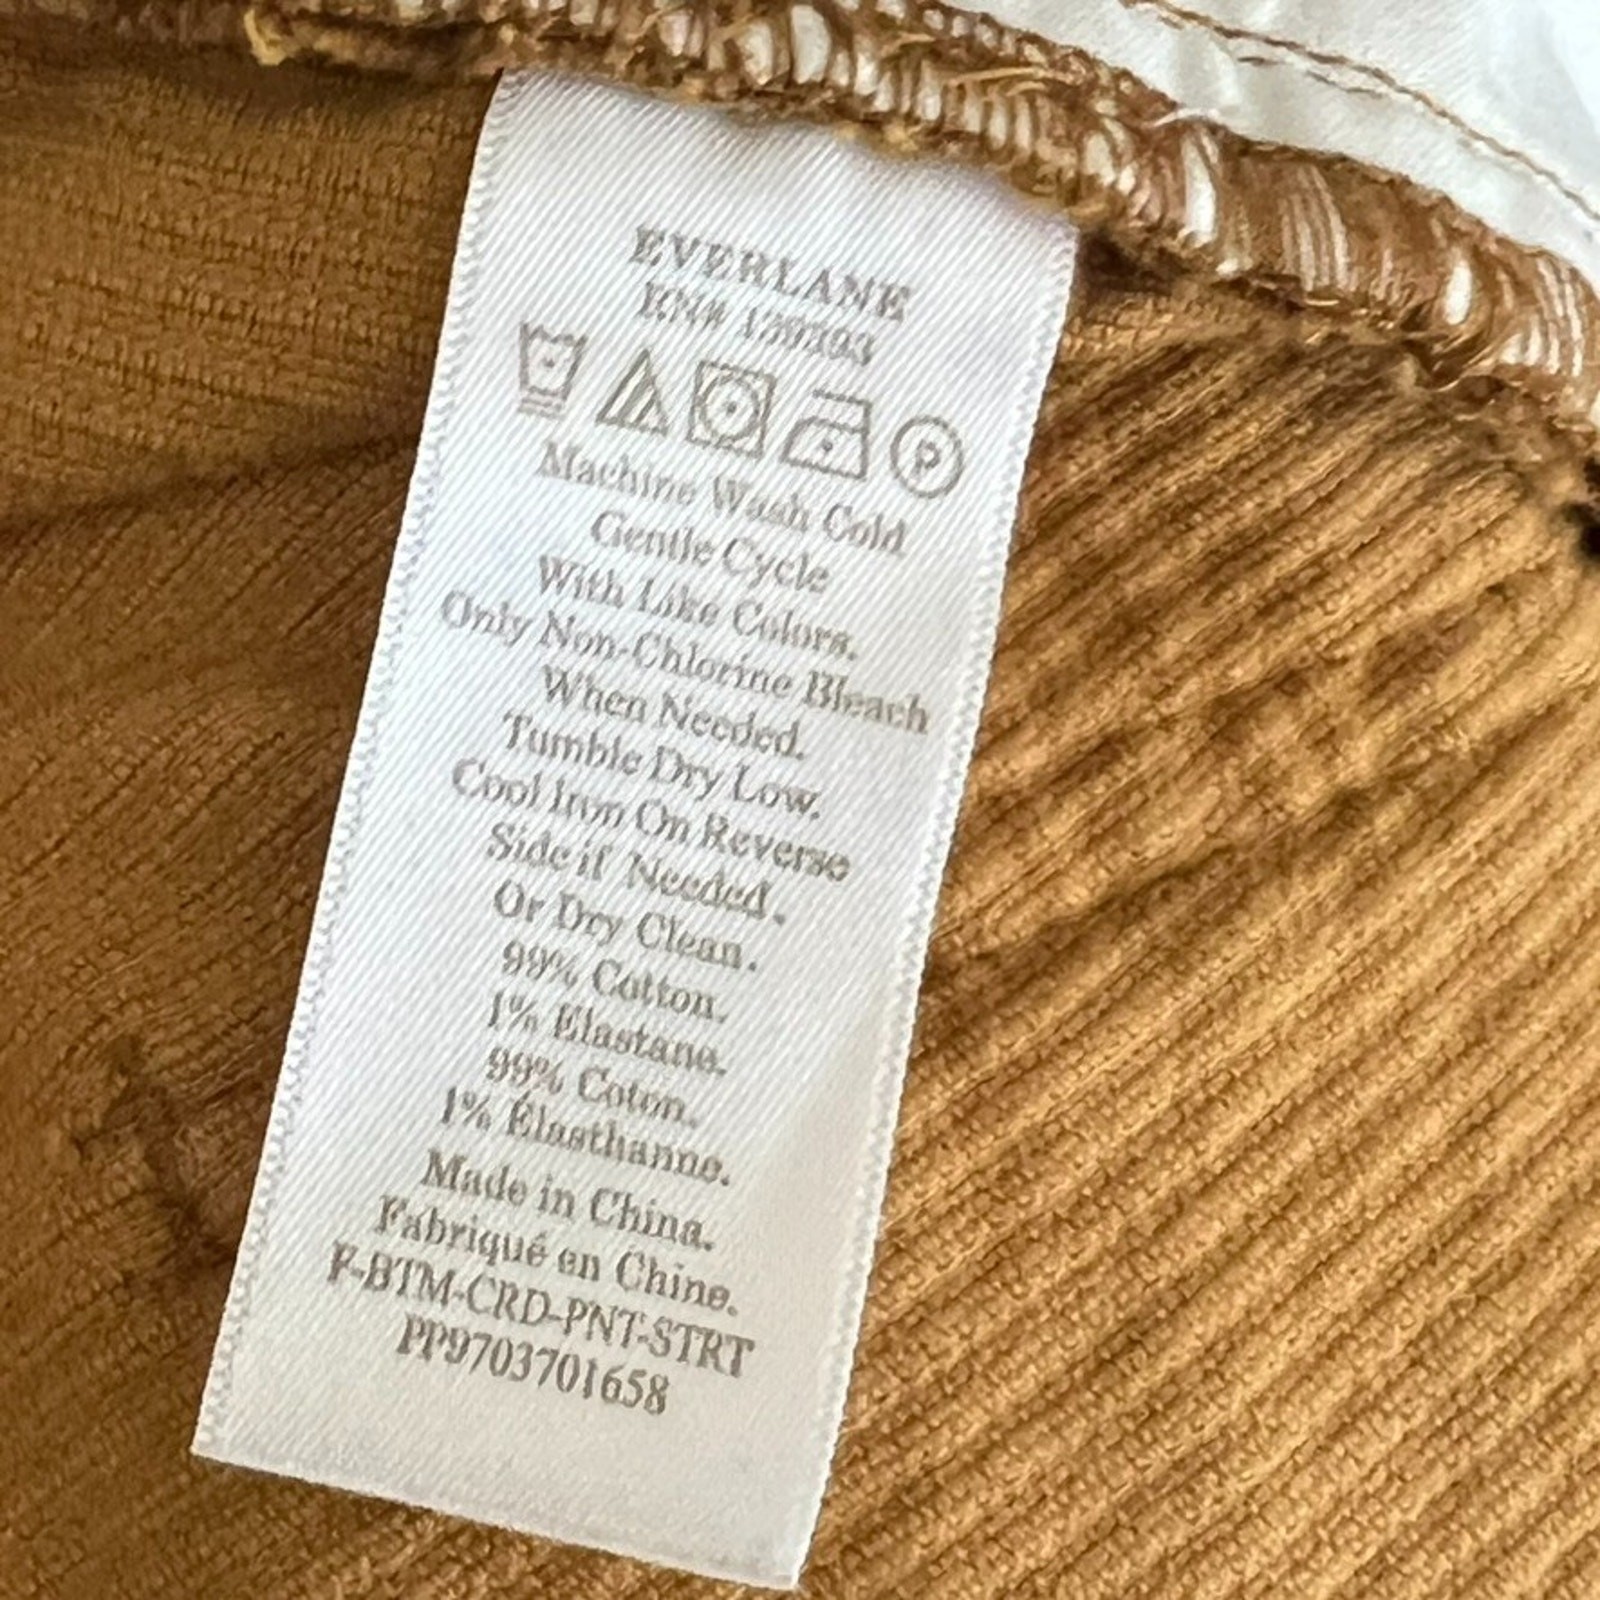 EVERLANE
RN# 139393
P
Machine Wash Cold
Gentle Cycle
With Like Colors.
Only Non-Chlorine Bleach
When Needed.
Tumble Dry Low.
Cool Iron On Reverse
Side if Needed.
Or Dry Clean.
99% Cotton.
1% Elastane.
99% Coton.
1% Élasthanne.
Made in China.
Fabriqué en Chine.
F-BTM-CRD-PNT-STRT
PP9703701658